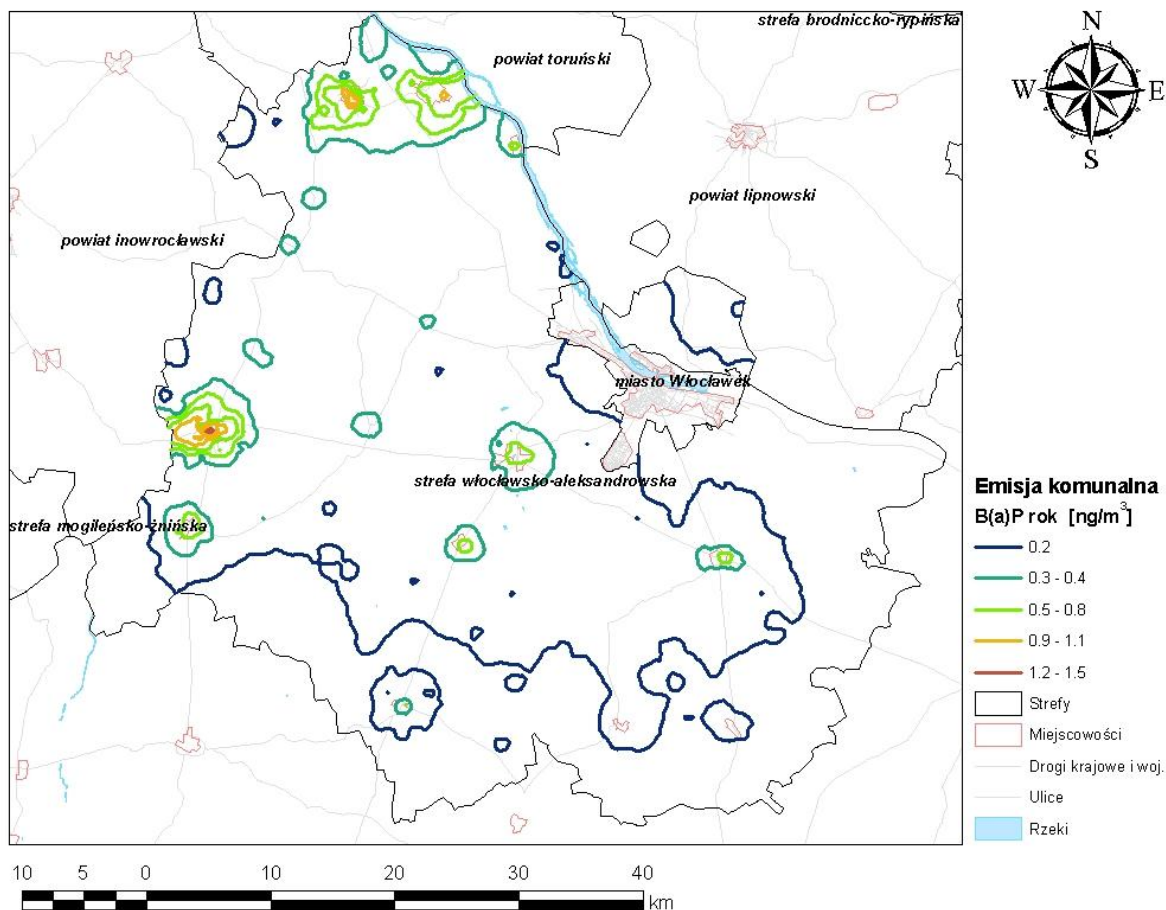 strefa brodniccko-rypińska
powiat toruński
N
W
E
S
powiat lipnowski
powiat inowrocławski
miasto Włocławek
strefa włocławsko-aleksandrowska
strefa mogileńsko-żnińska
Emisja komunalna
B(a)P rok [ng/m³]
0.2
0.3 - 0.4
0.5 - 0.8
0.9 - 1.1
1.2 - 1.5
Strefy
Miejscowości
Drogi krajowe i woj.
Ulice
Rzeki
10 5 0 10 20 30 40
km